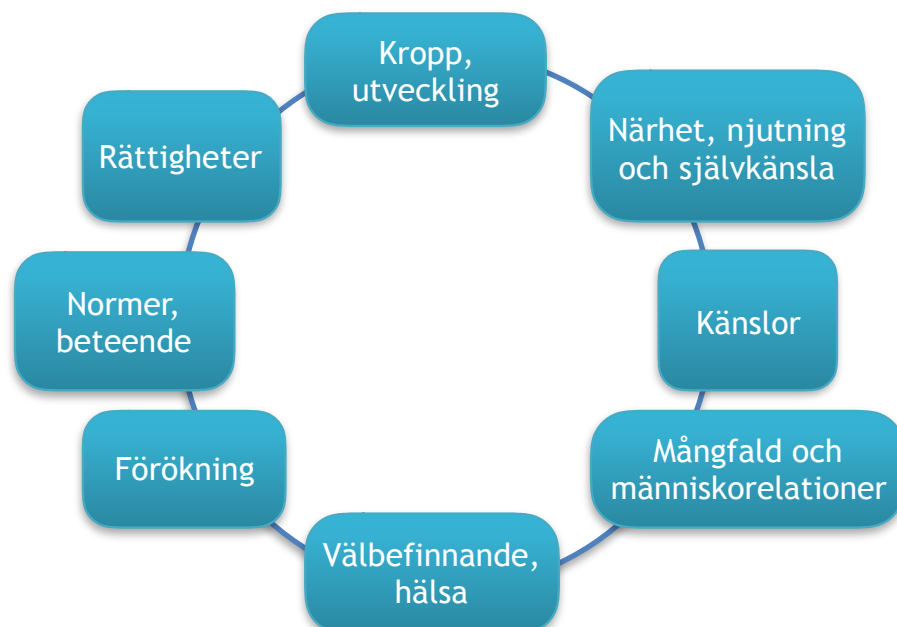 Kropp,
utveckling
Närhet, njutning
och självkänsla
Känslor
Mångfald och
människorelationer
Välbefinnande,
hälsa
Förökning
Normer,
beteende
Rättigheter